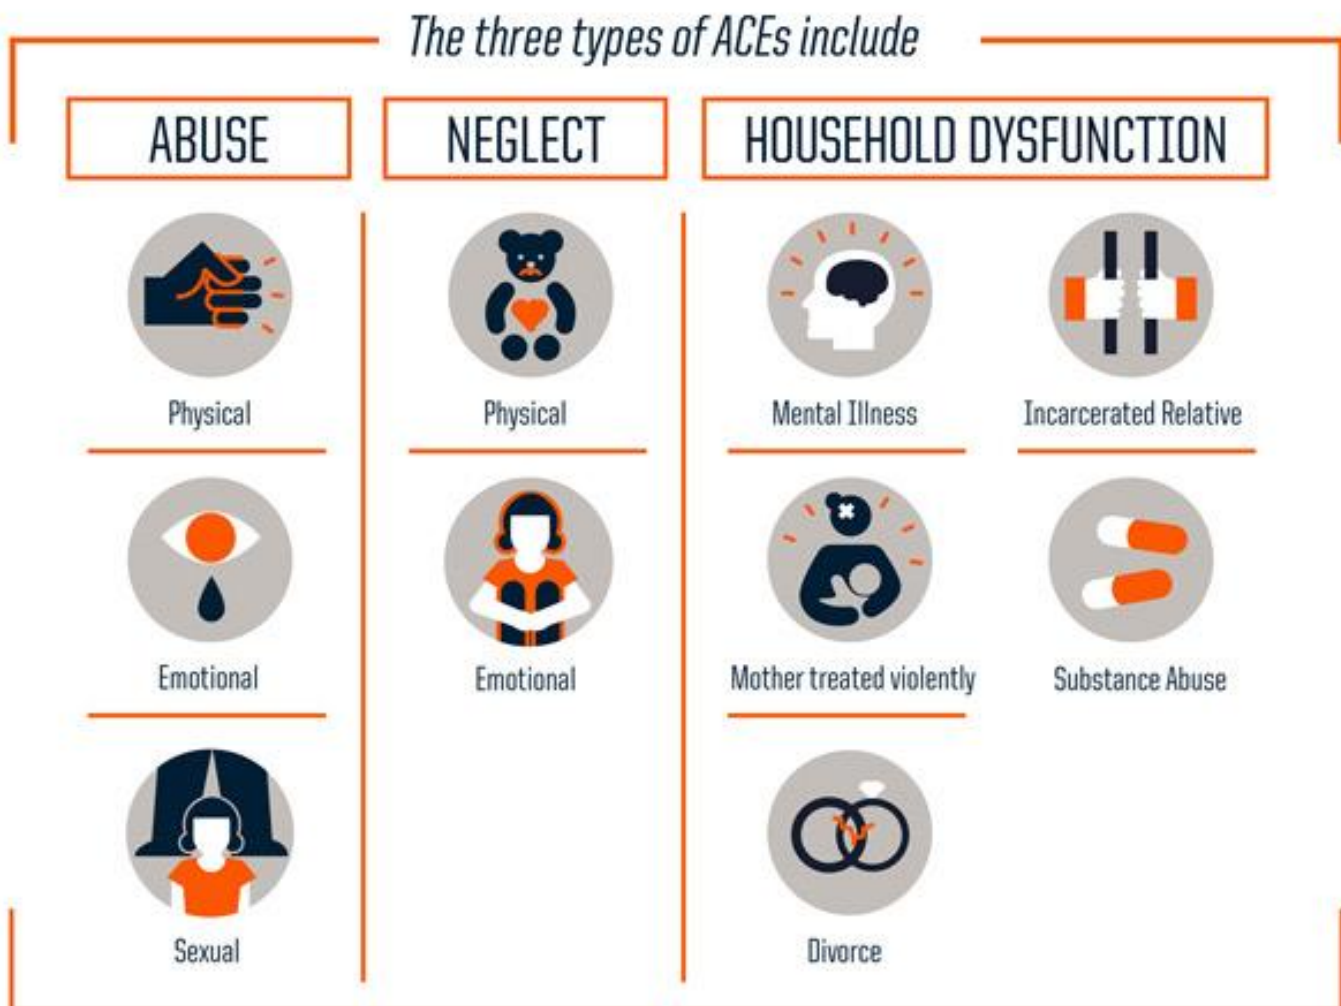 The three types of ACEs include
ABUSE
Physical
Emotional
Sexual
NEGLECT
Physical
Emotional
HOUSEHOLD DYSFUNCTION
Mental Illness
Incarcerated Relative
Mother treated violently
Substance Abuse
Divorce